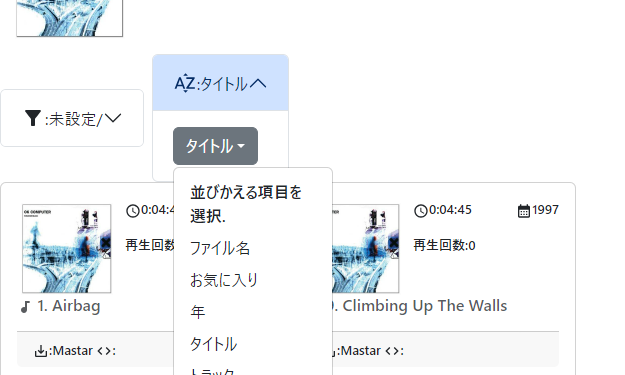 AZ:タイトル
:未設定/
タイトル
並びかえる項目を
選択.
ファイル名
お気に入り
年
タイトル
トラック
OK COMPUTER
0:04:4
再生回数
1. Airbag
:Mastar <>:
0:04:45
1997
再生回数:0
. Climbing Up The Walls
:Mastar <>: